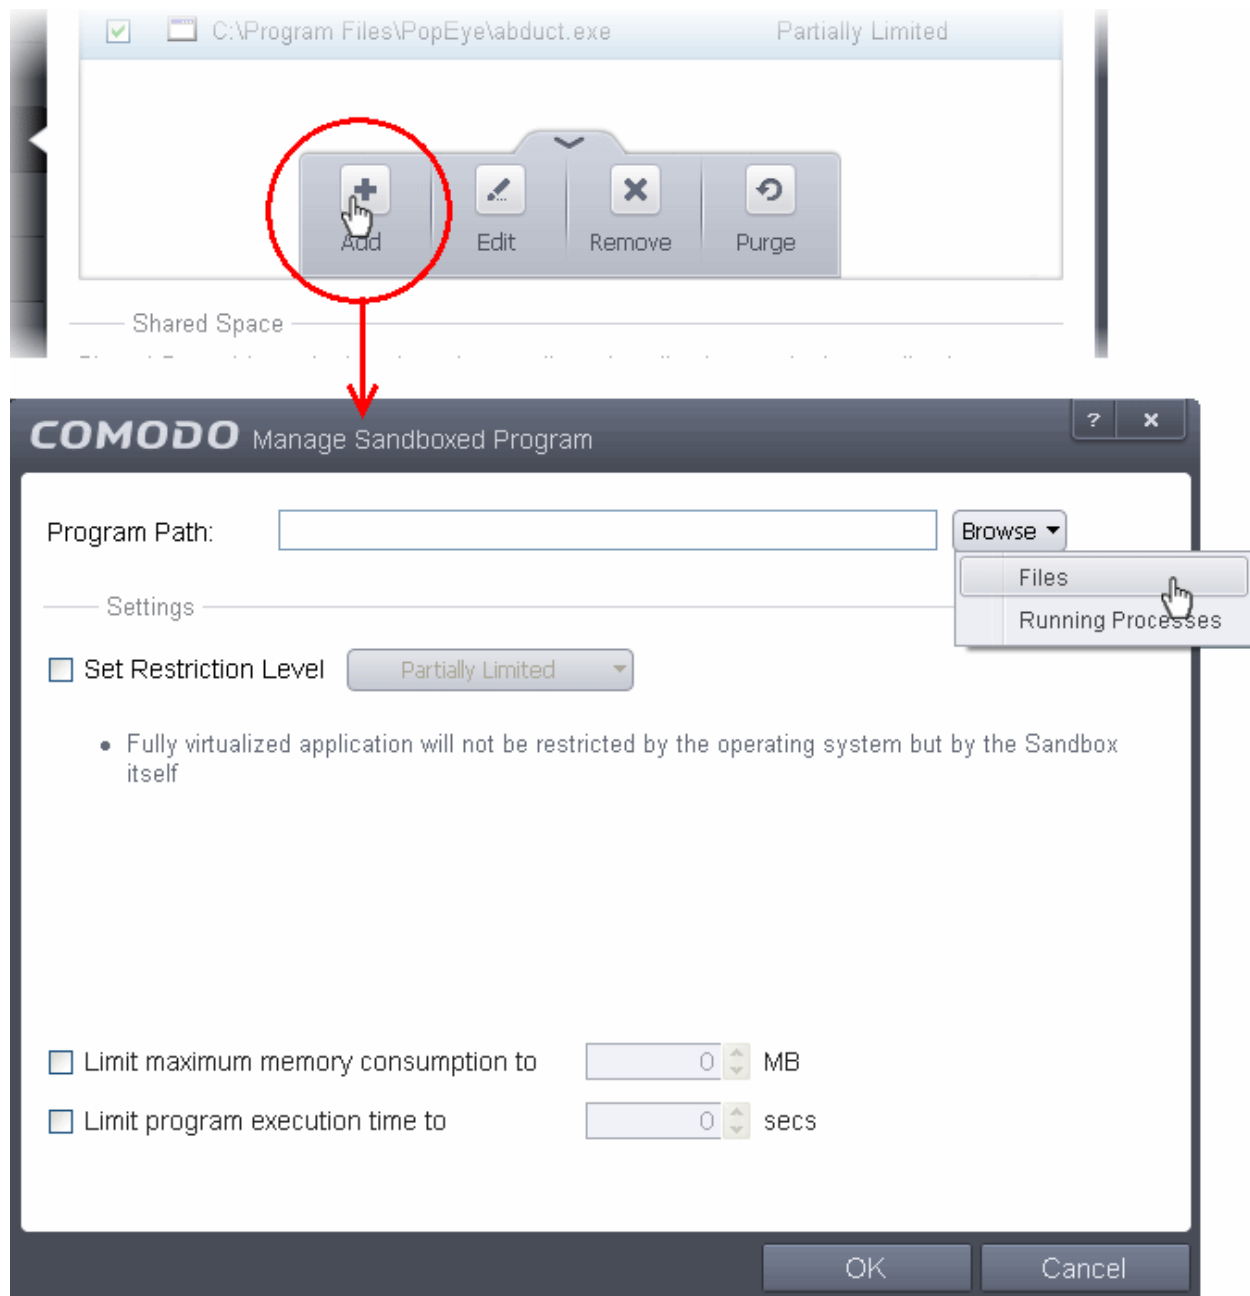 C:\Program Files\PopEye\abduct.exe Partially Limited
Add Edit Remove Purge
Shared Space
COMODO Manage Sandboxed Program ? x
Program Path: Browse
Files
Running Processes
Settings
Set Restriction Level Partially Limited
• Fully virtualized application will not be restricted by the operating system but by the Sandbox
itself
Limit maximum memory consumption to 0 MB
Limit program execution time to 0 secs
OK Cancel